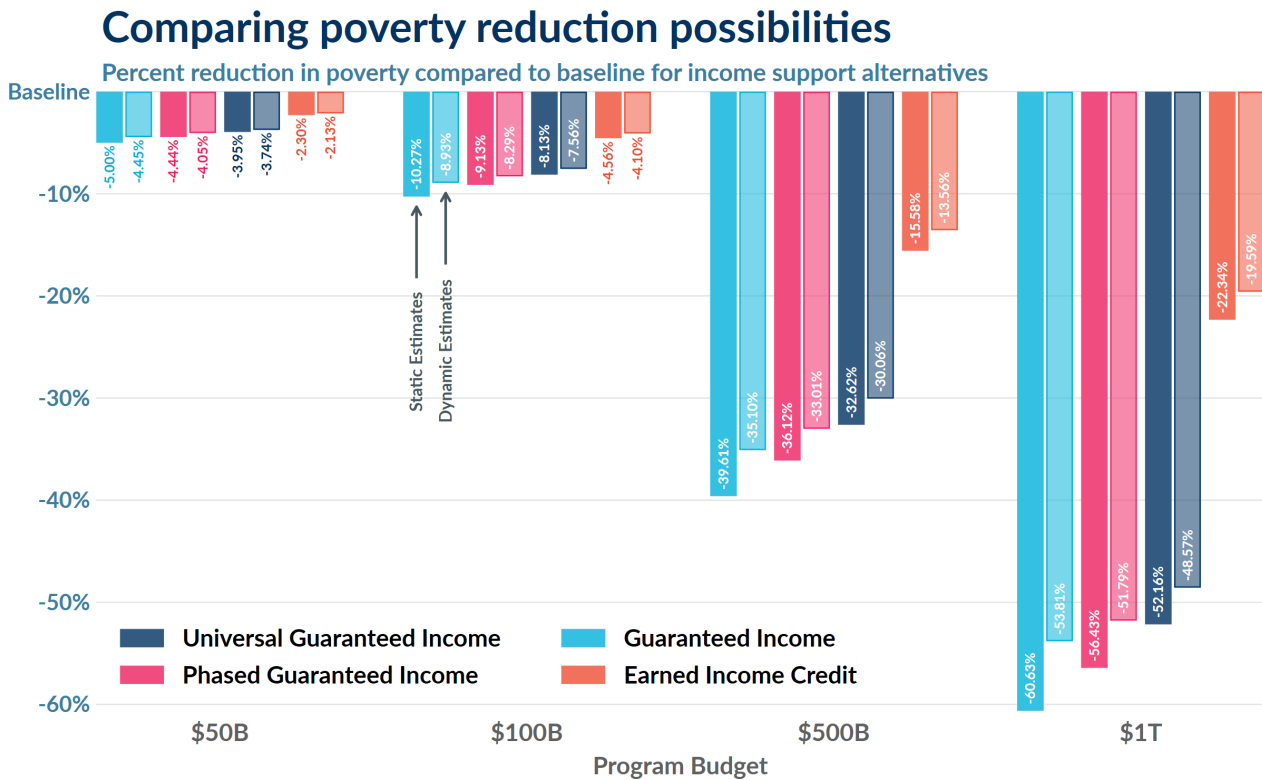 Comparing poverty reduction possibilities
Percent reduction in poverty compared to baseline for income support alternatives
Baseline
-10%
-20%
-30%
-40%
-50%
-60%
-5.00%
-4.45%
-4.44%
-4.05%
-3.95%
-3.74%
-2.30%
-2.13%
-10.27%
-8.93%
-9.13%
-8.29%
-8.13%
-7.56%
-4.56%
-4.10%
Static Estimates
Dynamic Estimates
-39.61%
-35.10%
-36.12%
-33.01%
-32.62%
-30.06%
-15.58%
-13.56%
-60.63%
-53.81%
-56.43%
-51.79%
-52.16%
-48.57%
-22.34%
-19.59%
Universal Guaranteed Income
Guaranteed Income
Phased Guaranteed Income
Earned Income Credit
$50B
$100B
$500B
$1T
Program Budget